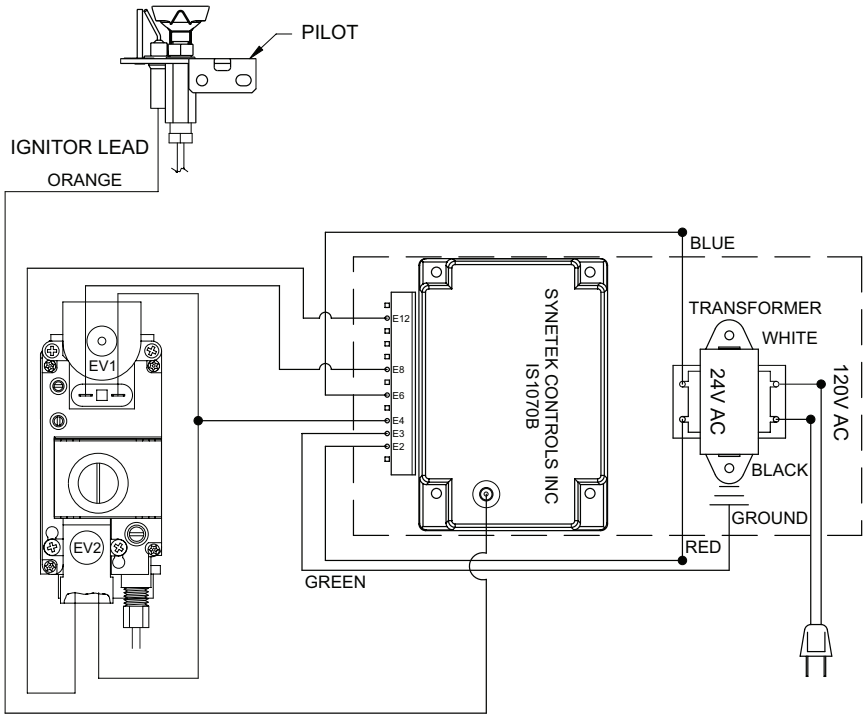 PILOT
IGNITOR LEAD
ORANGE
BLUE
TRANSFORMER
WHITE
E12
EV1
E8
E6
E4
E3
E2
SYNETEK CONTROLS INC
IS1070B
24V AC
120V AC
BLACK
GROUND
EV2
RED
GREEN